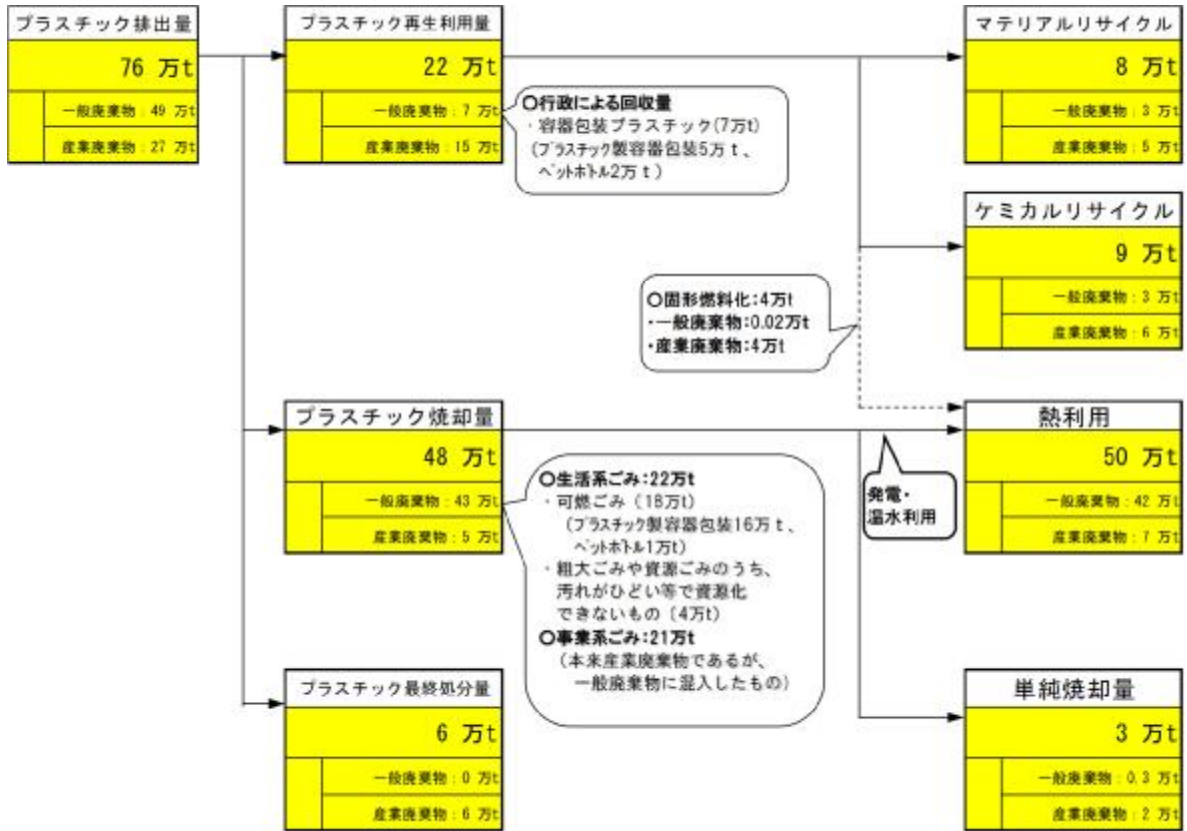 プラスチック排出量
76 万t
一般廃棄物:49 万t
産業廃棄物:27 万t
プラスチック再生利用量
22 万t
一般廃棄物:7 万t
産業廃棄物:15 万t
○行政による回収量
・容器包装プラスチック(7万t)
(プラスチック製容器包装5万t、
ペットボトル2万t)
マテリアルリサイクル
8 万t
一般廃棄物:3 万t
産業廃棄物:5 万t
ケミカルリサイクル
9 万t
一般廃棄物:3 万t
産業廃棄物:6 万t
○固形燃料化:4万t
・一般廃棄物:0.02万t
・産業廃棄物:4万t
プラスチック焼却量
48 万t
一般廃棄物:43 万t
産業廃棄物:5 万t
○生活系ごみ:22万t
・可燃ごみ(18万t)
(プラスチック製容器包装16万t、
ペットボトル1万t)
・粗大ごみや資源ごみのうち、
汚れがひどい等で資源化
できないもの(4万t)
○事業系ごみ:21万t
(本来産業廃棄物であるが、
一般廃棄物に混入したもの)
発電・
温水利用
熱利用
50 万t
一般廃棄物:42 万t
産業廃棄物:7 万t
プラスチック最終処分量
6 万t
一般廃棄物:0 万t
産業廃棄物:6 万t
単純焼却量
3 万t
一般廃棄物:0.3 万t
産業廃棄物:2 万t